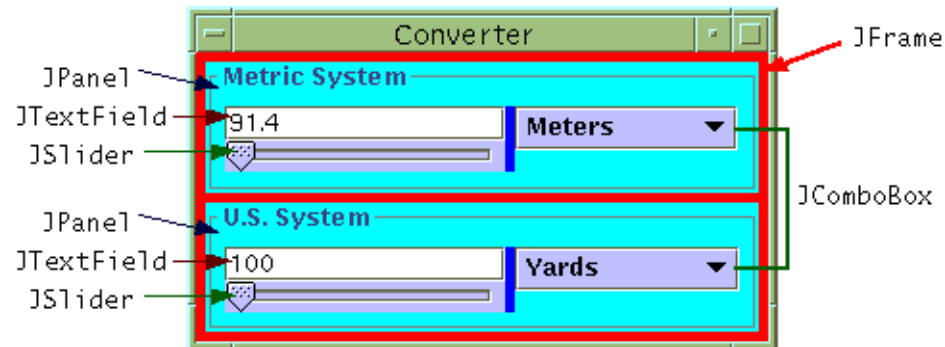 Converter
JFrame
JPanel
Metric System
JTextField
91.4
Meters
JSlider
JComboBox
JPanel
U.S. System
JTextField
100
Yards
JSlider